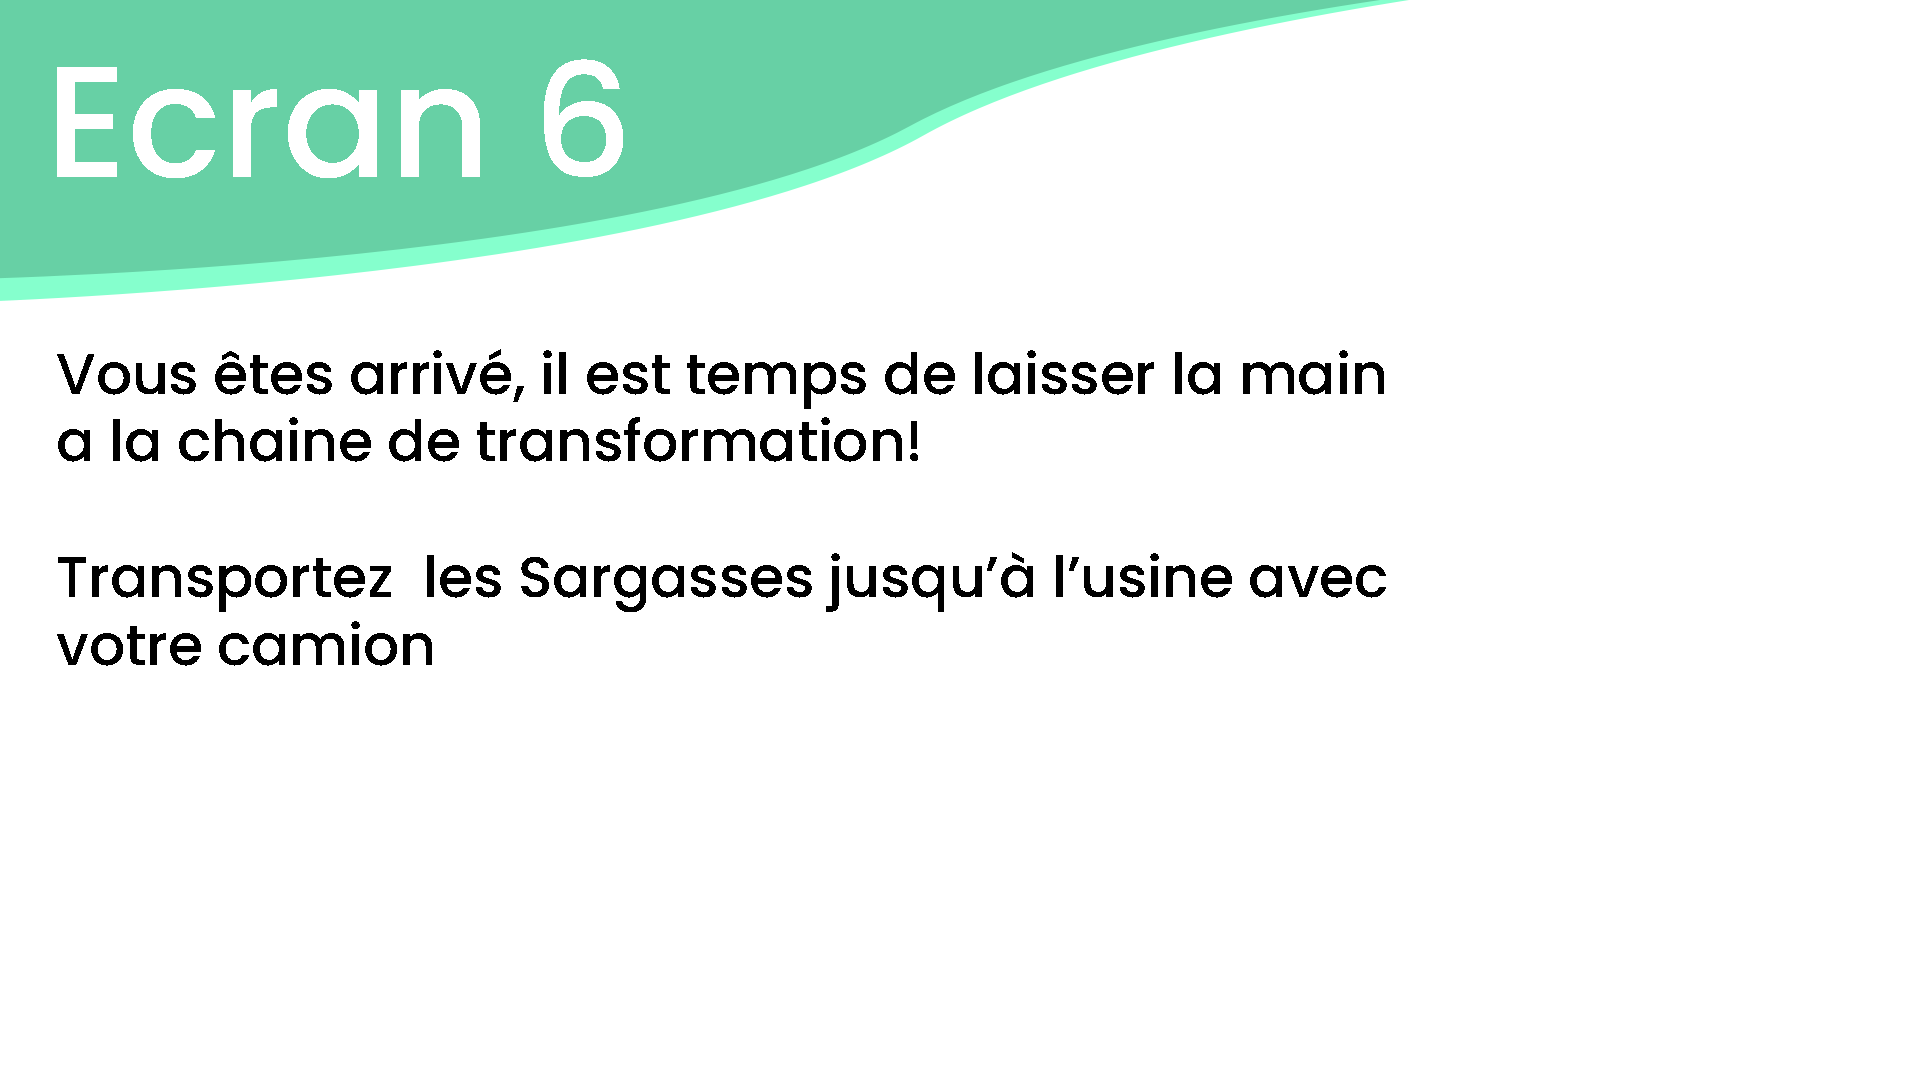 Ecran 6
Vous êtes arrivé, il est temps de laisser la main
a la chaine de transformation!
Transportez  les Sargasses jusqu’à l’usine avec
votre camion